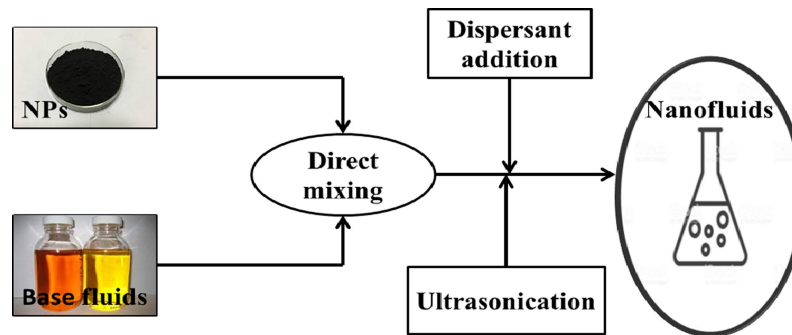 NPs
Base fluids
Direct
mixing
Dispersant
addition
Ultrasonication
Nanofluids